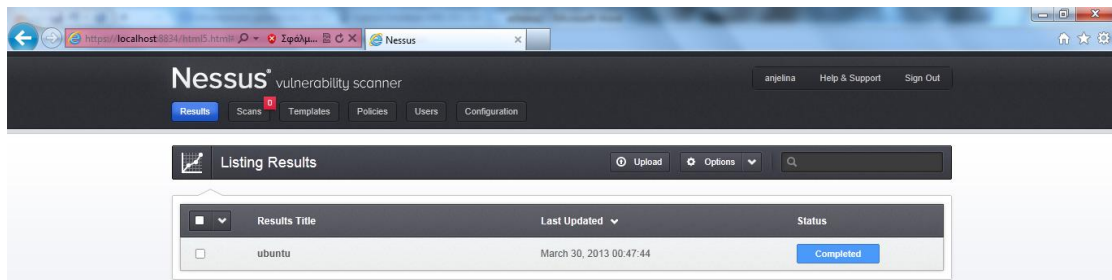 https://localhost:8834/html5.html# Σφάλμ... Nessus
Nessus® vulnerability scanner
anjelina Help & Support Sign Out
Results Scans 0 Templates Policies Users Configuration
Listing Results Upload Options
Results Title Last Updated Status
ubuntu March 30, 2013 00:47:44 Completed